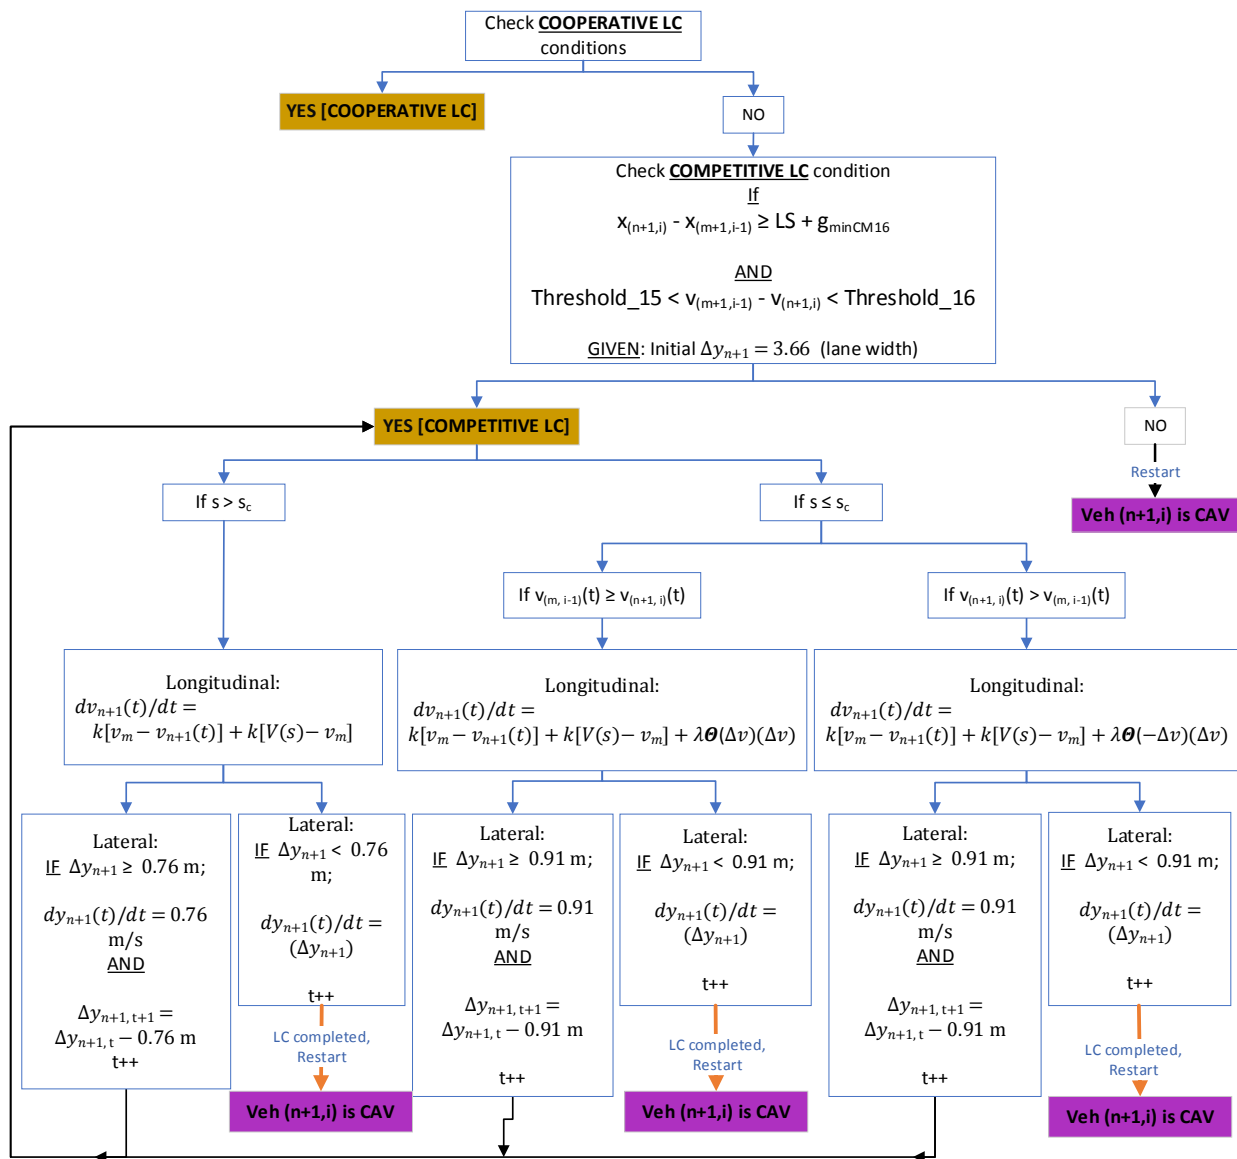 Check COOPERATIVE LC
conditions
YES [COOPERATIVE LC]
NO
Check COMPETITIVE LC condition
If
x(n+1,i) - x(m+1,i-1) ≥ LS + gminCM16
AND
Threshold_15 < v(m+1,i-1) - v(n+1,i) < Threshold_16
GIVEN: Initial Δyn+1 = 3.66 (lane width)
YES [COMPETITIVE LC]
NO
Restart
Veh (n+1,i) is CAV
If s > sc
If s ≤ sc
If v(m, i-1)(t) ≥ v(n+1, i)(t)
If v(n+1, i)(t) > v(m, i-1)(t)
Longitudinal:
dvn+1(t)/dt =
k[vm − vn+1(t)] + k[V(s) − vm]
Longitudinal:
dvn+1(t)/dt =
k[vm − vn+1(t)] + k[V(s) − vm] + λΘ(Δv)(Δv)
Longitudinal:
dvn+1(t)/dt =
k[vm − vn+1(t)] + k[V(s) − vm] + λΘ(−Δv)(Δv)
Lateral:
IF Δyn+1 ≥ 0.76 m;
dyn+1(t)/dt = 0.76
m/s
AND
Δyn+1, t+1 =
Δyn+1, t − 0.76 m
t++
Lateral:
IF Δyn+1 < 0.76
m;
dyn+1(t)/dt =
(Δyn+1)
t++
LC completed,
Restart
Veh (n+1,i) is CAV
Lateral:
IF Δyn+1 ≥ 0.91 m;
dyn+1(t)/dt = 0.91
m/s
AND
Δyn+1, t+1 =
Δyn+1, t − 0.91 m
t++
Lateral:
IF Δyn+1 < 0.91 m;
dyn+1(t)/dt =
(Δyn+1)
t++
LC completed,
Restart
Veh (n+1,i) is CAV
Lateral:
IF Δyn+1 ≥ 0.91 m;
dyn+1(t)/dt = 0.91
m/s
AND
Δyn+1, t+1 =
Δyn+1, t − 0.91 m
t++
Lateral:
IF Δyn+1 < 0.91 m;
dyn+1(t)/dt =
(Δyn+1)
t++
LC completed,
Restart
Veh (n+1,i) is CAV